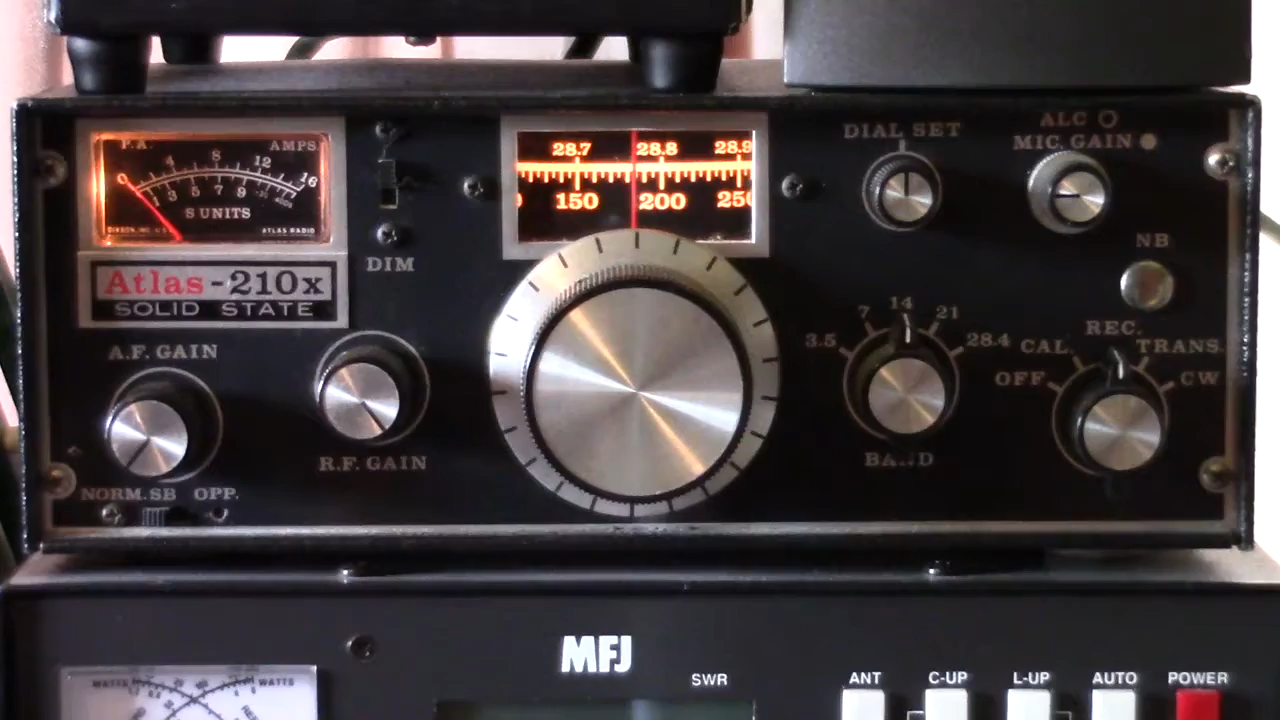 P.A. AMPS.
4 8 12 16
0
1 3 5 7 9
S UNITS
ATLAS RADIO
Atlas-210x
SOLID STATE
DIM
28.7 28.8 28.9
150 200 250
DIAL SET
ALC
MIC. GAIN
NB
A.F. GAIN
R.F. GAIN
NORM. SB OPP.
3.5 7 14 21 28.4
BAND
OFF CAL. REC. TRANS. CW
MFJ
SWR
WATTS WATTS
ANT C-UP L-UP AUTO POWER